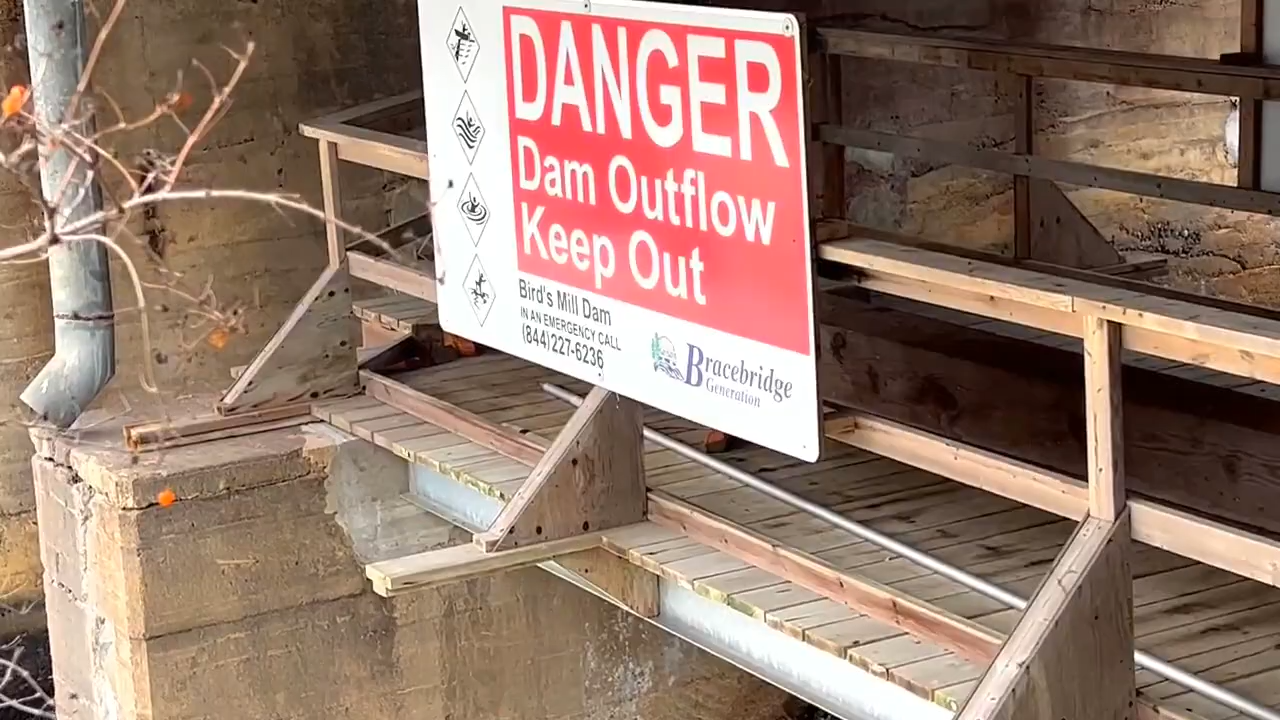 DANGER
Dam Outflow
Keep Out
Bird's Mill Dam
IN AN EMERGENCY CALL
(844)227-6236
Bracebridge
Generation